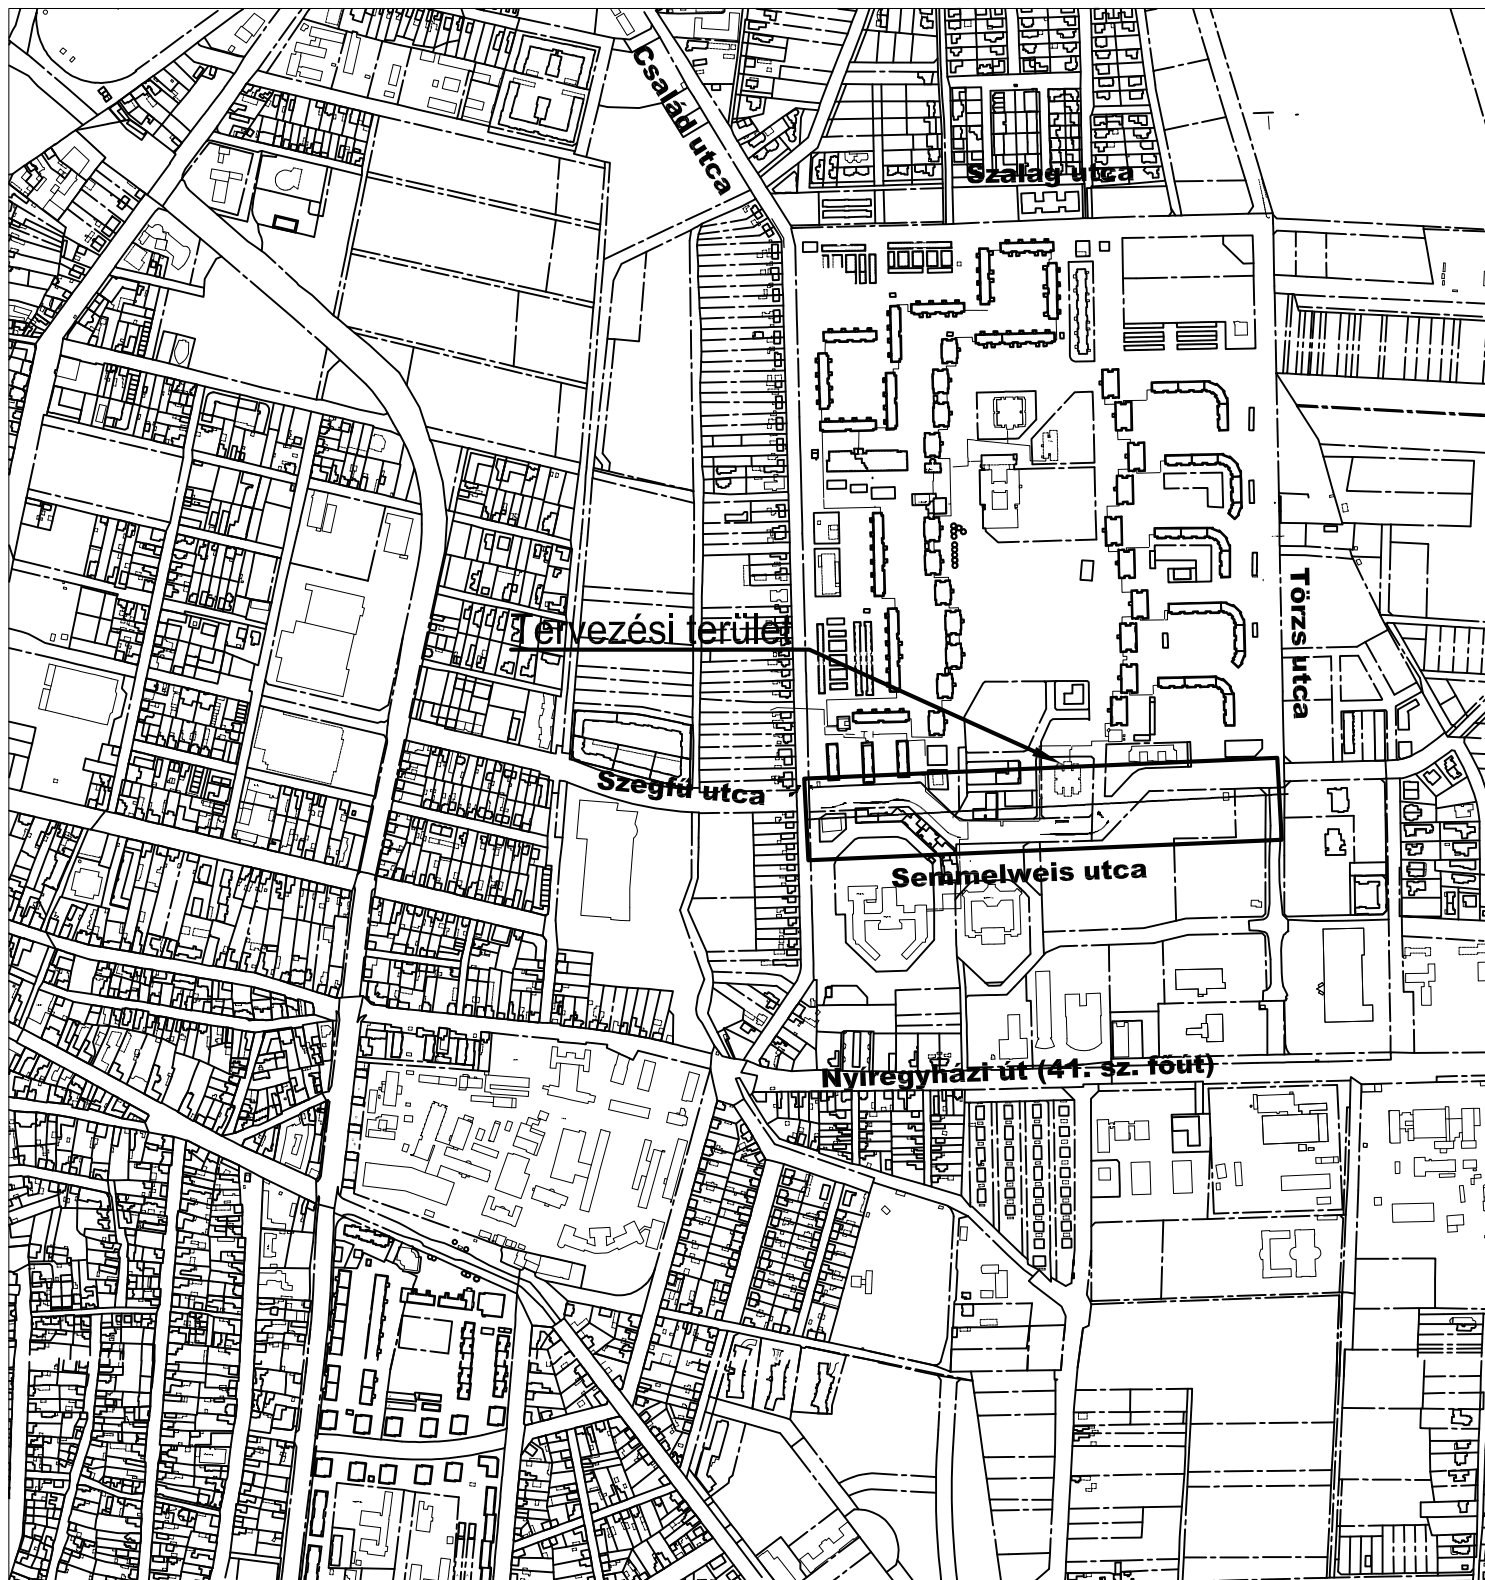 Család utca
Szalag utca
Törzs utca
Tervezési terület
Szegfű utca
Semmelweis utca
Nyíregyházi út (41. sz. főút)